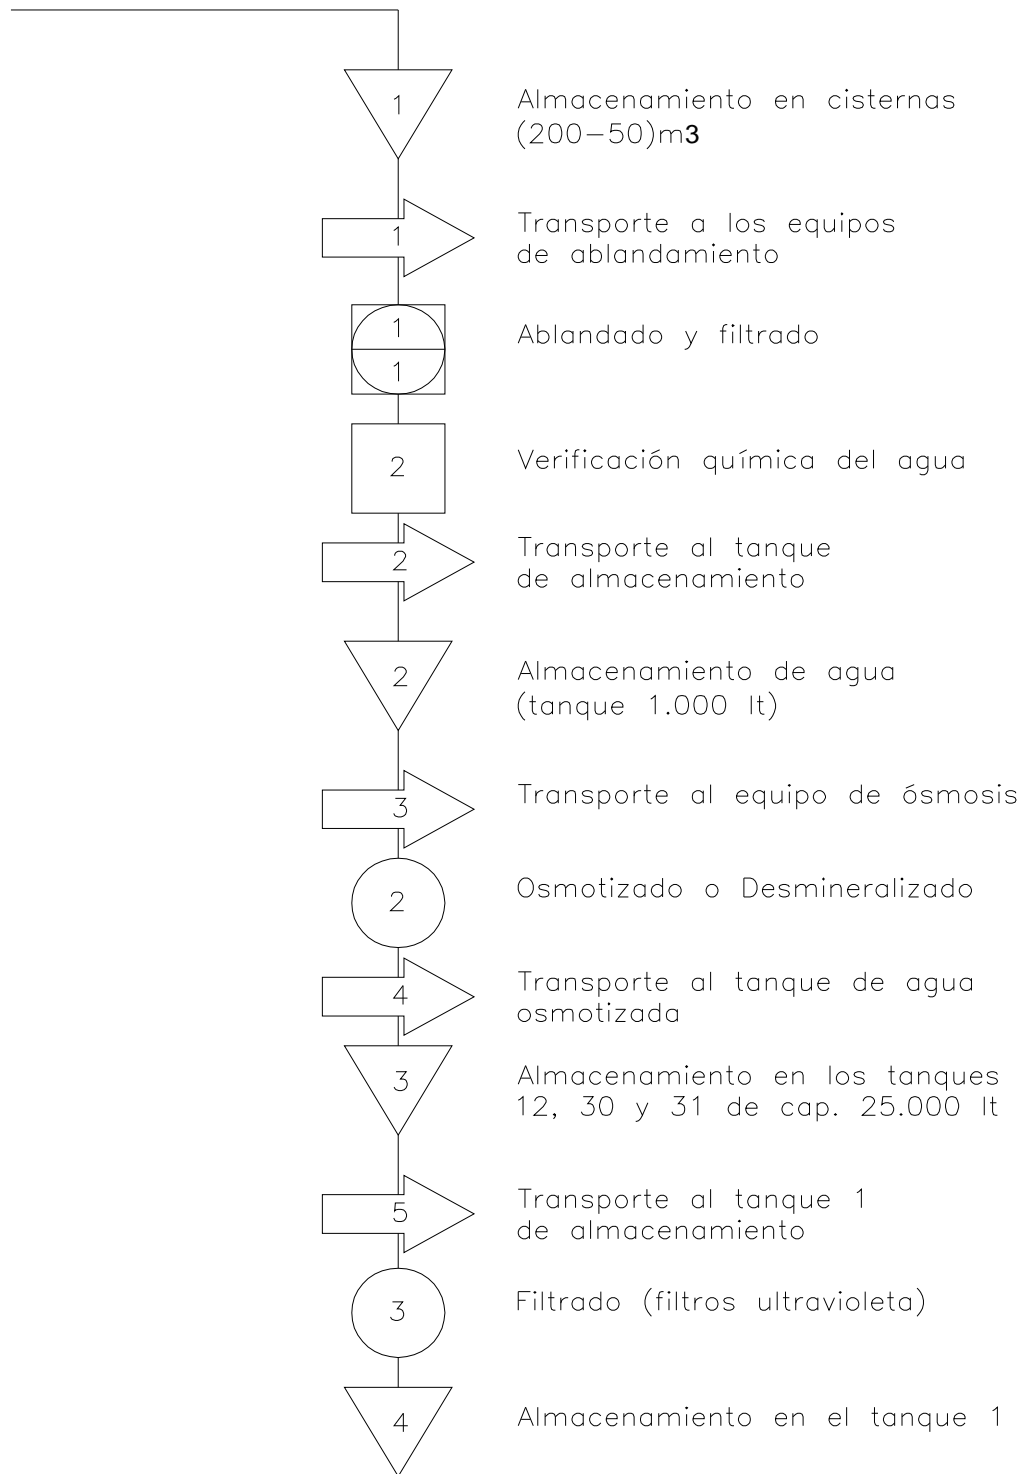 1
Almacenamiento en cisternas
(200-50)m3
1
Transporte a los equipos
de ablandamiento
1
1
Ablandado y filtrado
2
Verificación química del agua
2
Transporte al tanque
de almacenamiento
2
Almacenamiento de agua
(tanque 1.000 lt)
3
Transporte al equipo de ósmosis
2
Osmotizado o Desmineralizado
4
Transporte al tanque de agua
osmotizada
3
Almacenamiento en los tanques
12, 30 y 31 de cap. 25.000 lt
5
Transporte al tanque 1
de almacenamiento
3
Filtrado (filtros ultravioleta)
4
Almacenamiento en el tanque 1